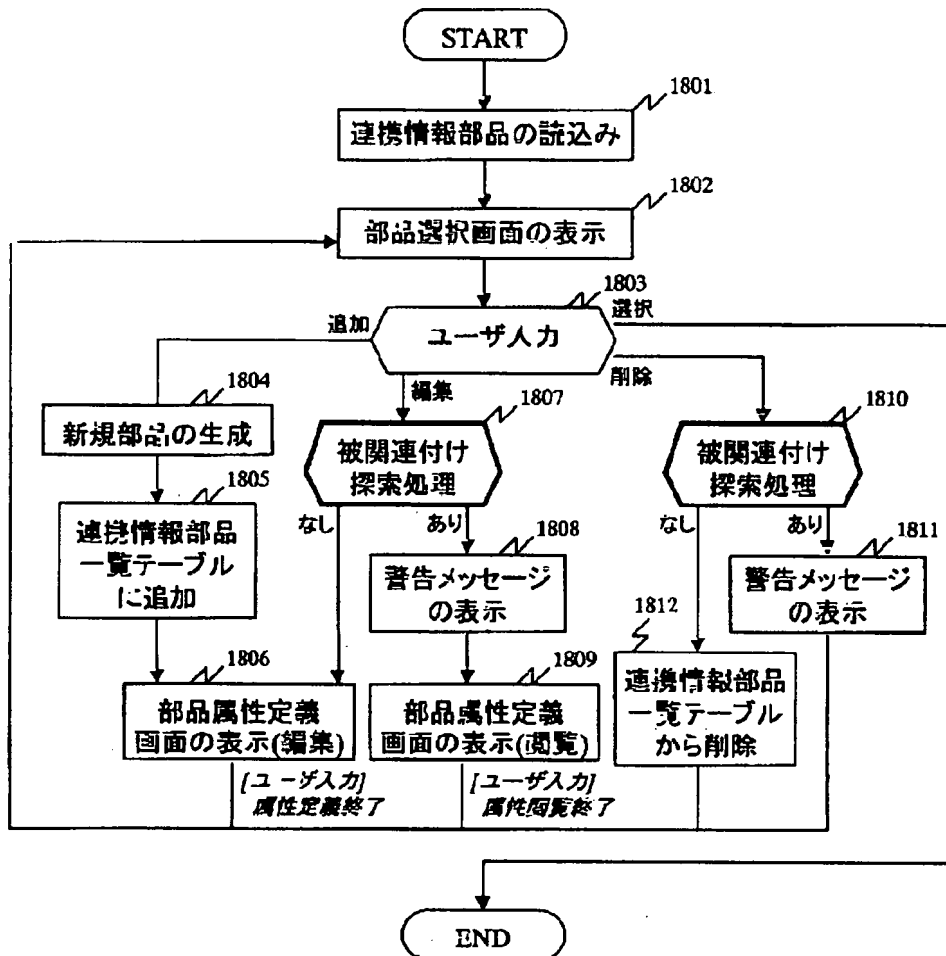 START
1801
連携情報部品の読込み
1802
部品選択画面の表示
1803
選択
追加
ユーザ入力
削除
編集
1804
新規部品の生成
1807
被関連付け
探索処理
1810
被関連付け
探索処理
1805
連携情報部品
一覧テーブル
に追加
なし
あり
1808
警告メッセージ
の表示
なし
あり
1811
警告メッセージ
の表示
1812
1806
部品属性定義
画面の表示(編集)
1809
部品属性定義
画面の表示(閲覧)
連携情報部品
一覧テーブル
から削除
[ユーザ入力]
属性定義終了
[ユーザ入力]
属性閲覧終了
END